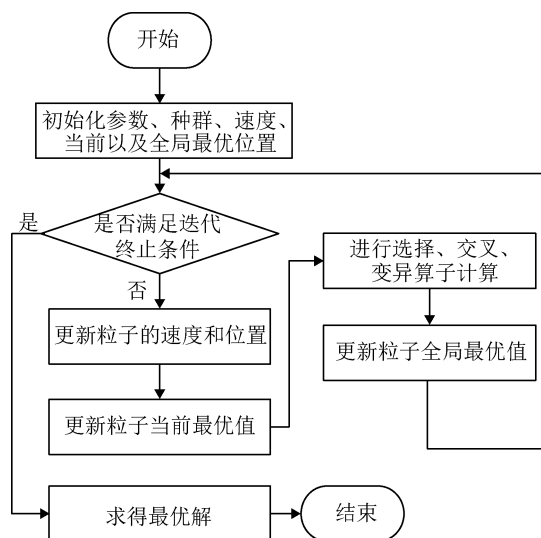 开始
初始化参数、种群、速度、
当前以及全局最优位置
是
是否满足迭代
终止条件
否
更新粒子的速度和位置
更新粒子当前最优值
进行选择、交叉、
变异算子计算
更新粒子全局最优值
求得最优解
结束